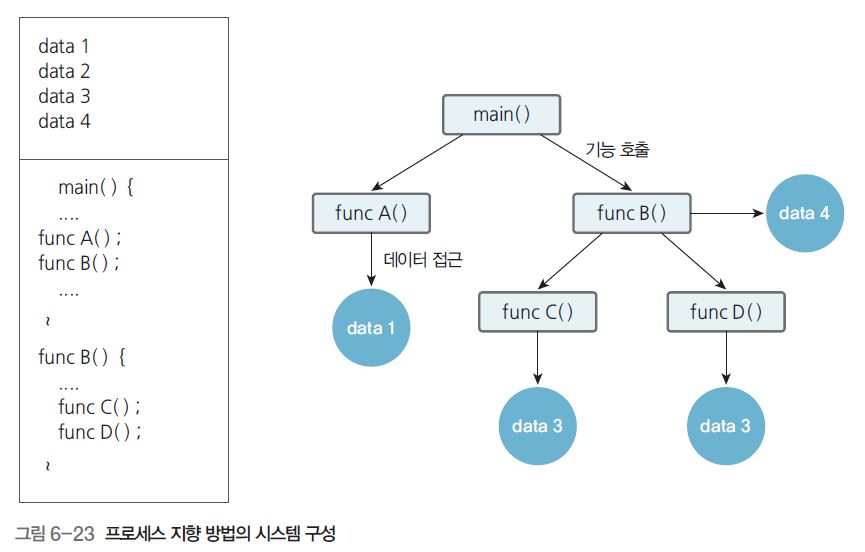 data 1
data 2
data 3
data 4
main( ) {
....
func A( ) ;
func B( ) ;
....
~
func B( ) {
....
func C( ) ;
func D( ) ;
~
main( )
기능 호출
func A( )
func B( )
data 4
데이터 접근
func C( )
func D( )
data 1
data 3
data 3
그림 6-23 프로세스 지향 방법의 시스템 구성